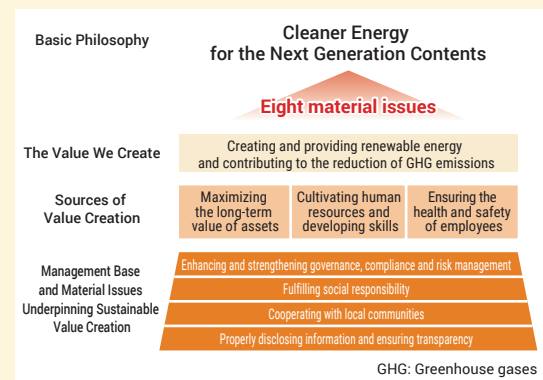 Basic Philosophy
Cleaner Energy
for the Next Generation Contents
Eight material issues
The Value We Create
Creating and providing renewable energy
and contributing to the reduction of GHG emissions
Sources of
Value Creation
Maximizing
the long-term
value of assets
Cultivating human
resources and
developing skills
Ensuring the
health and safety
of employees
Management Base
and Material Issues
Underpinning Sustainable
Value Creation
Enhancing and strengthening governance, compliance and risk management
Fulfilling social responsibility
Cooperating with local communities
Properly disclosing information and ensuring transparency
GHG: Greenhouse gases